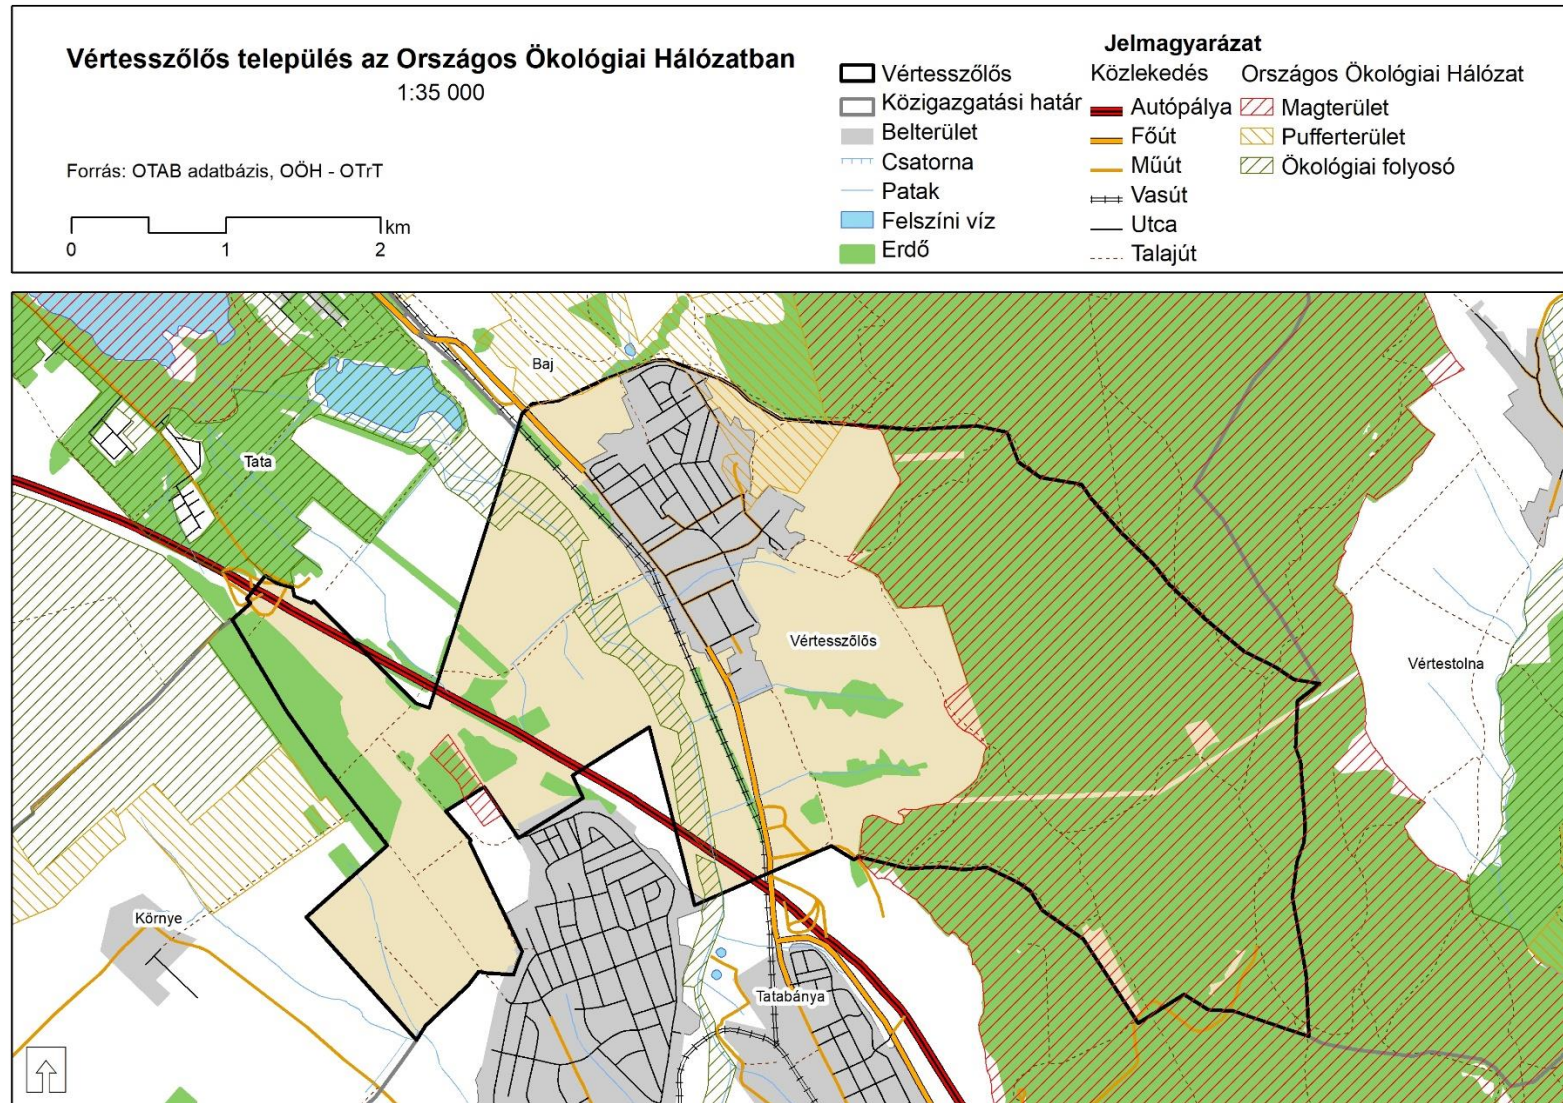 Vértesszőlős település az Országos Ökológiai Hálózatban
1:35 000
Forrás: OTAB adatbázis, OÖH - OTrT
km
0 1 2
Jelmagyarázat
Vértesszőlős
Közigazgatási határ
Belterület
Csatorna
Patak
Felszíni víz
Erdő
Közlekedés
Autópálya
Főút
Műút
Vasút
Utca
Talajút
Országos Ökológiai Hálózat
Magterület
Pufferterület
Ökológiai folyosó
Baj
Tata
Vértesszőlős
Vértestolna
Környe
Tatabánya